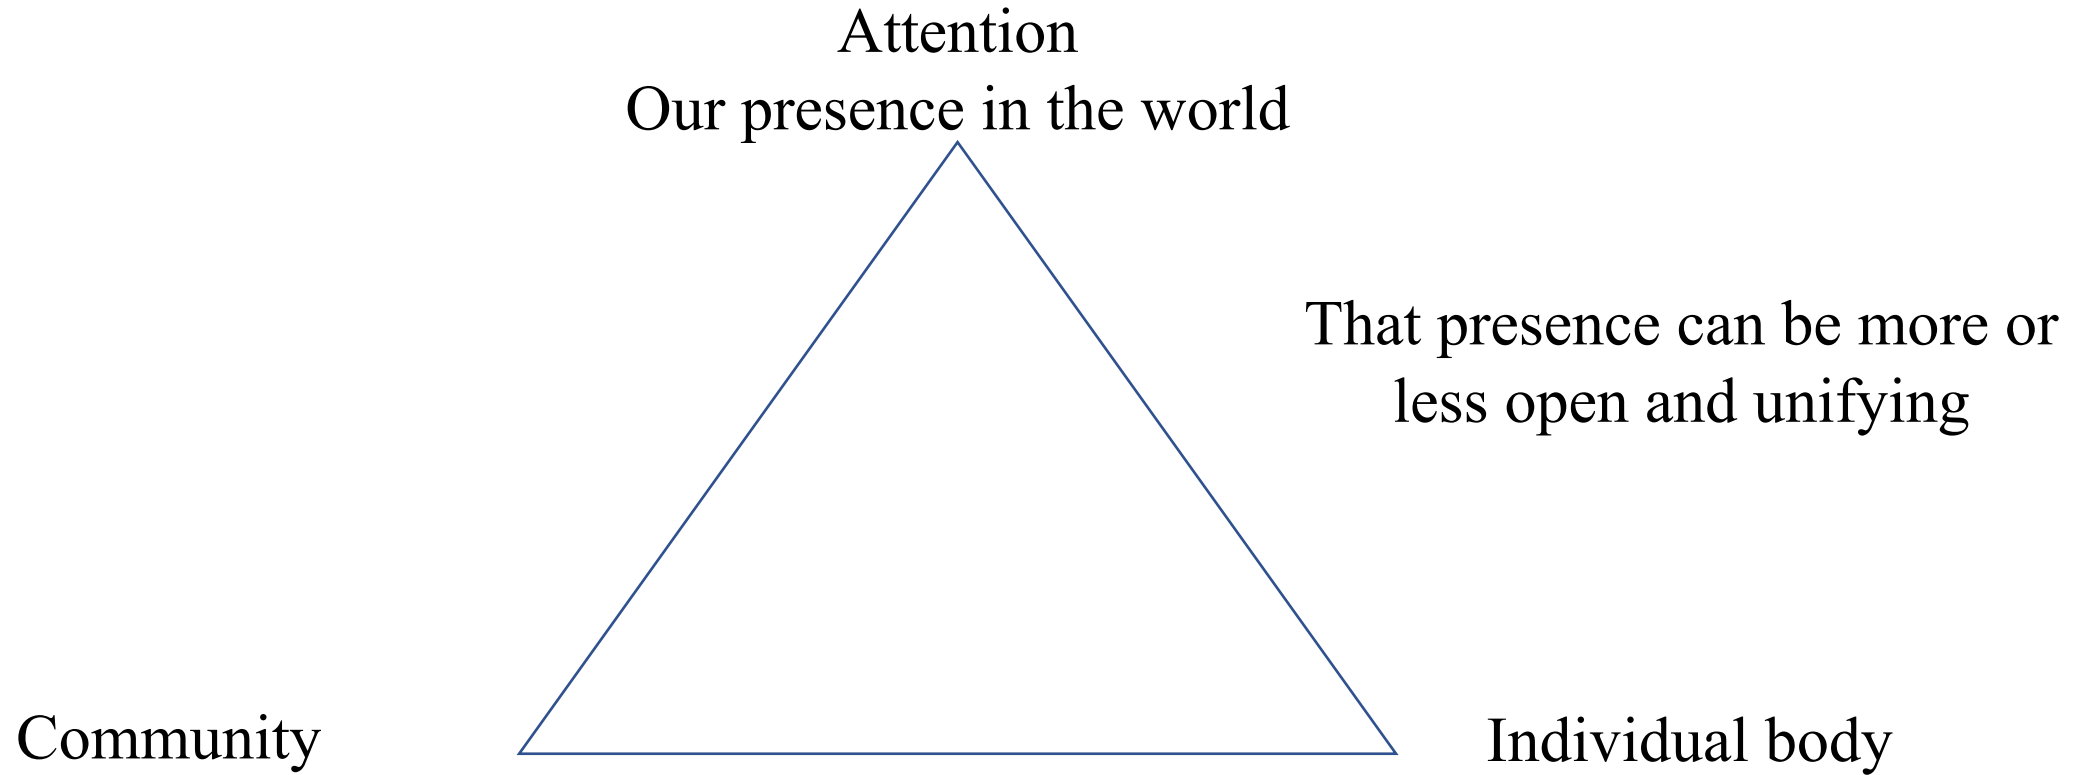 Attention
Our presence in the world
That presence can be more or
less open and unifying
Community
Individual body